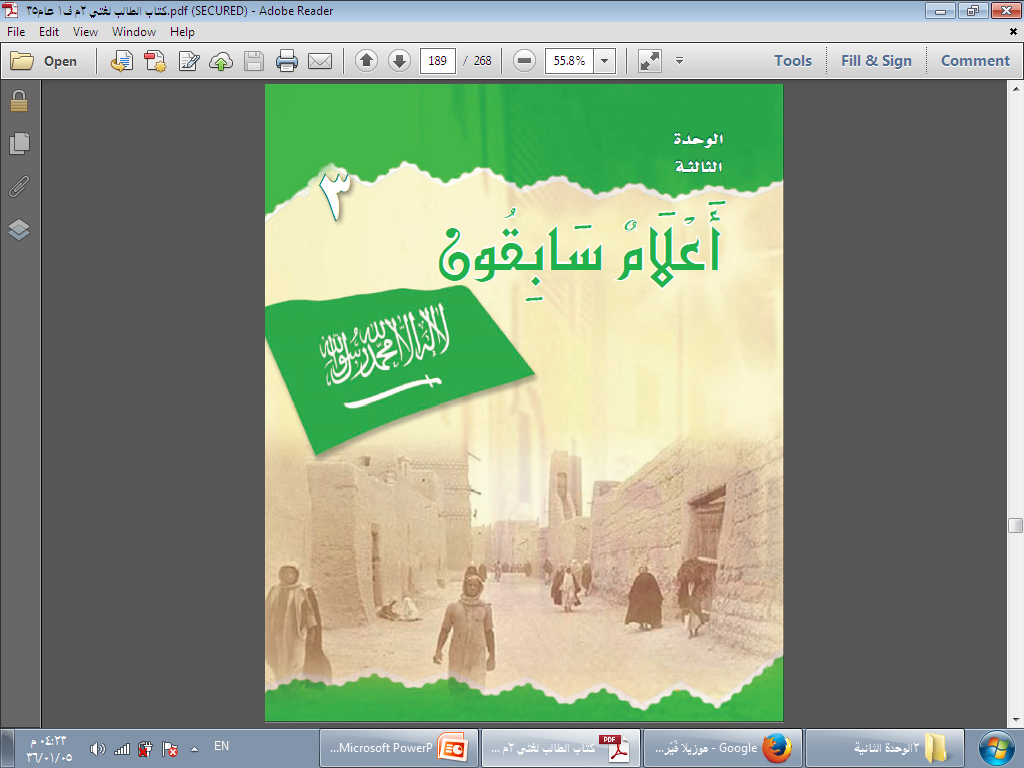 كتاب الطالب لغتي ٢م ف١ عام٣٥.pdf (SECURED) - Adobe Reader
File Edit View Window Help
Open 189 / 268 55.8% Tools Fill & Sign Comment
الوحدة
الثالثة
٣
أَعْلَامٌ سَابِقُون
لا إله إلا الله محمد رسول الله
٢الوحدة الثانية
Google - موزيلا فَيَر...
PDF
كتاب الطالب لغتي ٢م ...
Microsoft PowerP...
EN
٠٤:٢٣ م
٣٦/٠١/٠٥